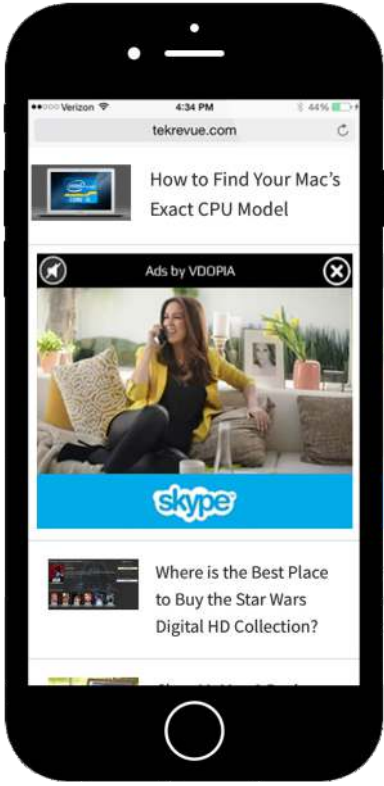 Verizon
4:34 PM
44%
tekrevue.com
How to Find Your Mac's
Exact CPU Model
Ads by VDOPIA
skype
Where is the Best Place
to Buy the Star Wars
Digital HD Collection?